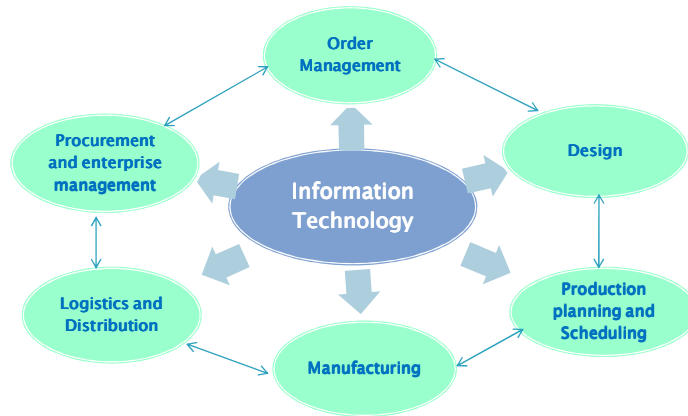 Order
Management
Procurement
and enterprise
management
Design
Information
Technology
Logistics and
Distribution
Production
planning and
Scheduling
Manufacturing